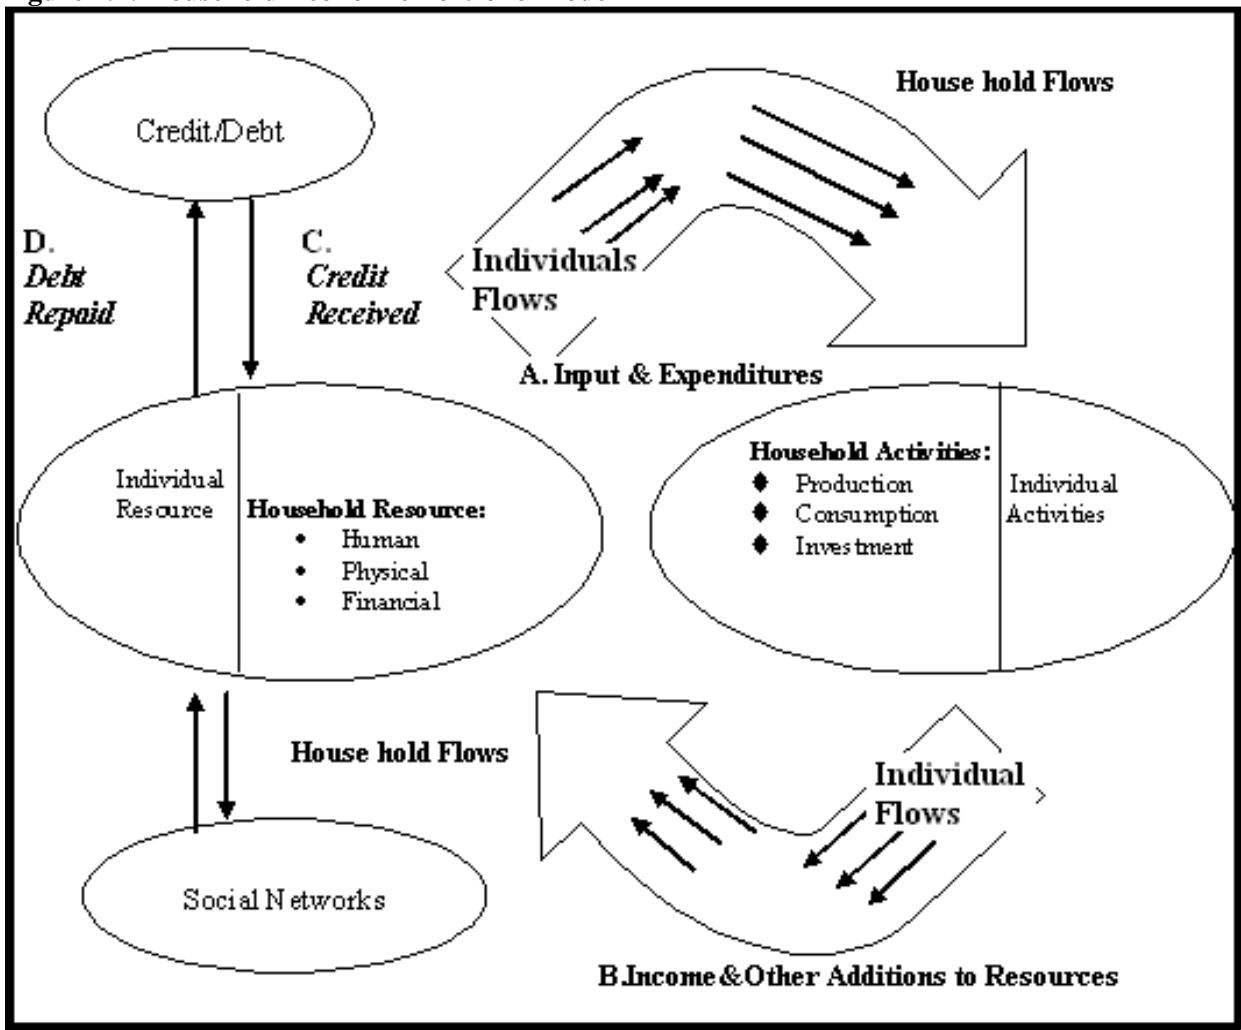 House hold Flows
Credit/Debt
D.
Debt
Repaid
C.
Credit
Received
Individuals
Flows
A. Input & Expenditures
Individual
Resource
Household Resource:
• Human
• Physical
• Financial
Household Activities:
♦ Production
♦ Consumption
♦ Investment
Individual
Activities
House hold Flows
Individual
Flows
Social Networks
B.Income&Other Additions to Resources